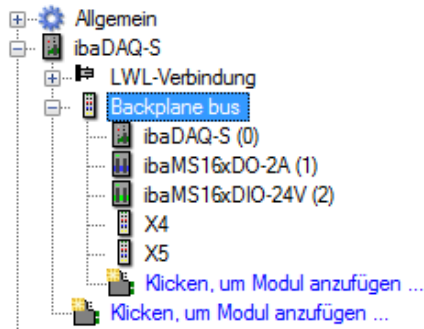 Allgemein
ibaDAQ-S
LWL-Verbindung
Backplane bus
ibaDAQ-S (0)
ibaMS16xDO-2A (1)
ibaMS16xDIO-24V (2)
X4
X5
Klicken, um Modul anzufügen ...
Klicken, um Modul anzufügen ...